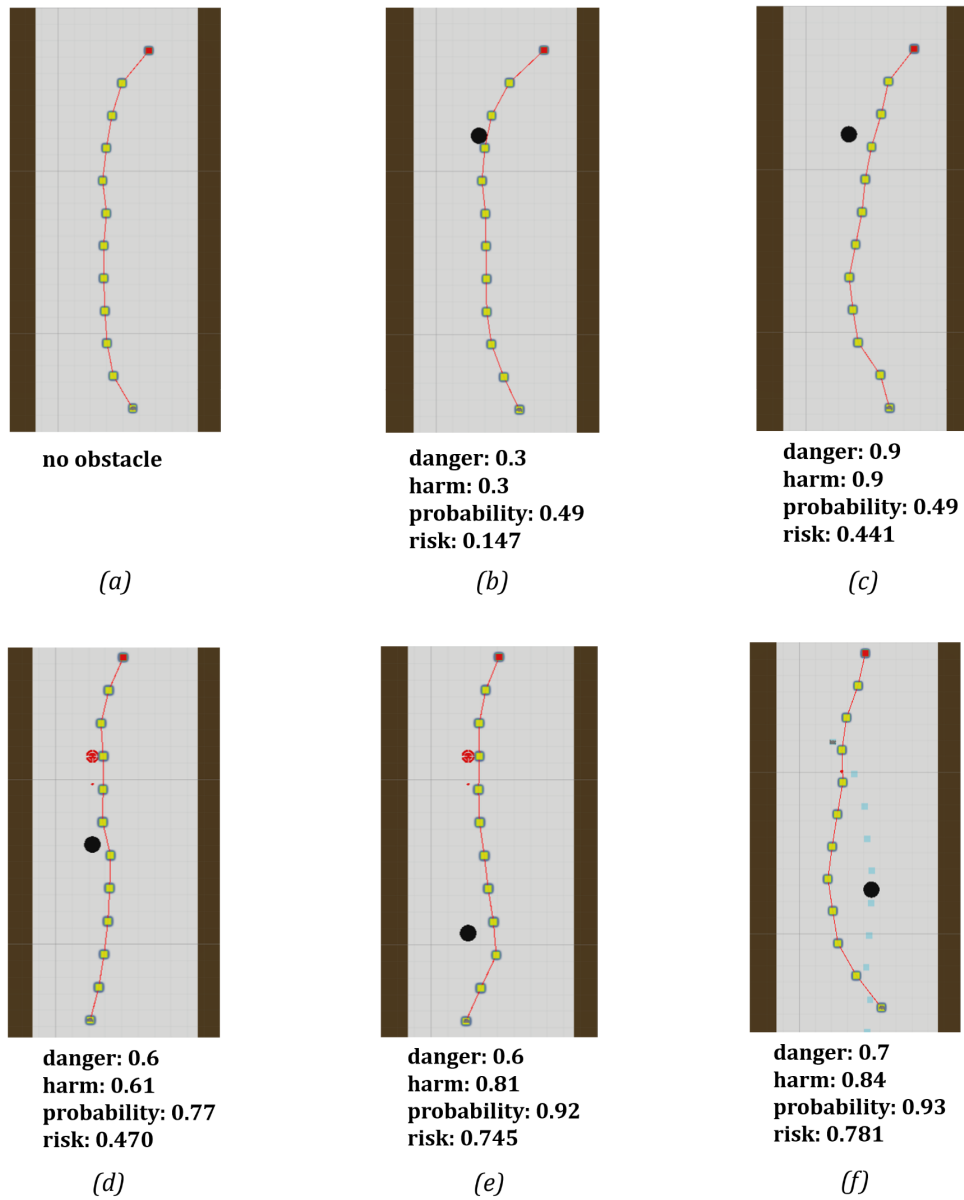 no obstacle
(a)
danger: 0.3
harm: 0.3
probability: 0.49
risk: 0.147
(b)
danger: 0.9
harm: 0.9
probability: 0.49
risk: 0.441
(c)
danger: 0.6
harm: 0.61
probability: 0.77
risk: 0.470
(d)
danger: 0.6
harm: 0.81
probability: 0.92
risk: 0.745
(e)
danger: 0.7
harm: 0.84
probability: 0.93
risk: 0.781
(f)